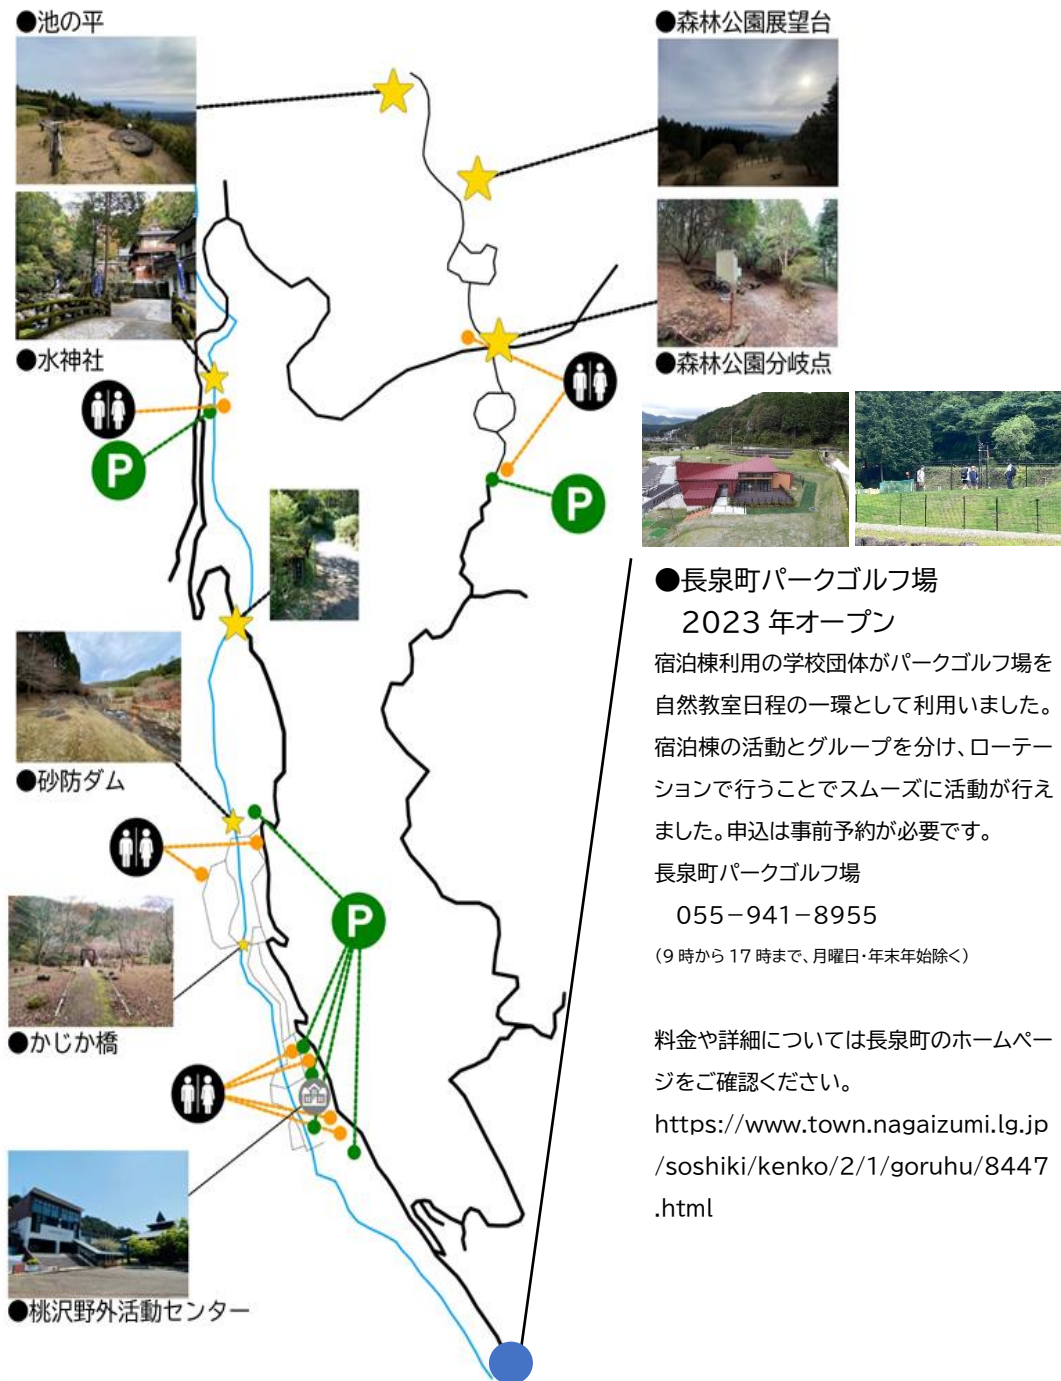 ●池の平
●水神社
●砂防ダム
●かじか橋
●桃沢野外活動センター
P
P
P
●森林公園展望台
●森林公園分岐点
●長泉町パークゴルフ場
2023年オープン
宿泊棟利用の学校団体がパークゴルフ場を
自然教室日程の一環として利用いました。
宿泊棟の活動とグループを分け、ローテー
ションで行うことでスムーズに活動が行え
ました。申込は事前予約が必要です。
長泉町パークゴルフ場
055-941-8955
(9時から17時まで、月曜日・年末年始除く)
料金や詳細については長泉町のホームペー
ジをご確認ください。
https://www.town.nagaizumi.lg.jp
/soshiki/kenko/2/1/goruhu/8447
.html